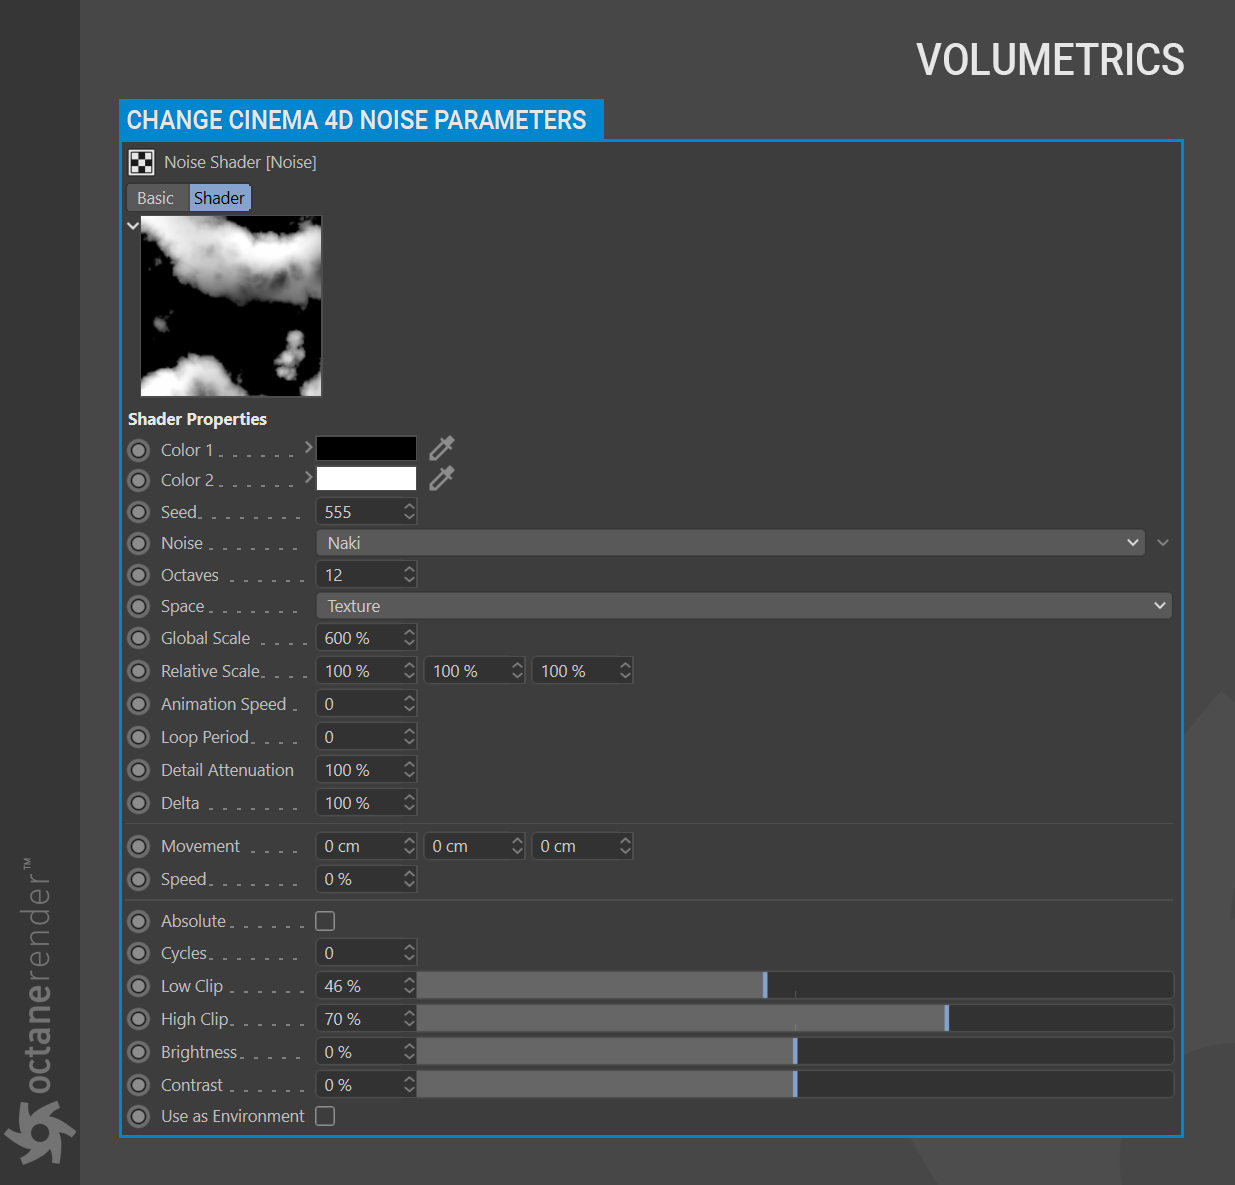 VOLUMETRICS
CHANGE CINEMA 4D NOISE PARAMETERS
Noise Shader [Noise]
Basic Shader
Shader Properties
Color 1
Color 2
Seed 555
Noise Naki
Octaves 12
Space Texture
Global Scale 600 %
Relative Scale 100 % 100 % 100 %
Animation Speed 0
Loop Period 0
Detail Attenuation 100 %
Delta 100 %
Movement 0 cm 0 cm 0 cm
Speed 0 %
Absolute
Cycles 0
Low Clip 46 %
High Clip 70 %
Brightness 0 %
Contrast 0 %
Use as Environment
octanerender™